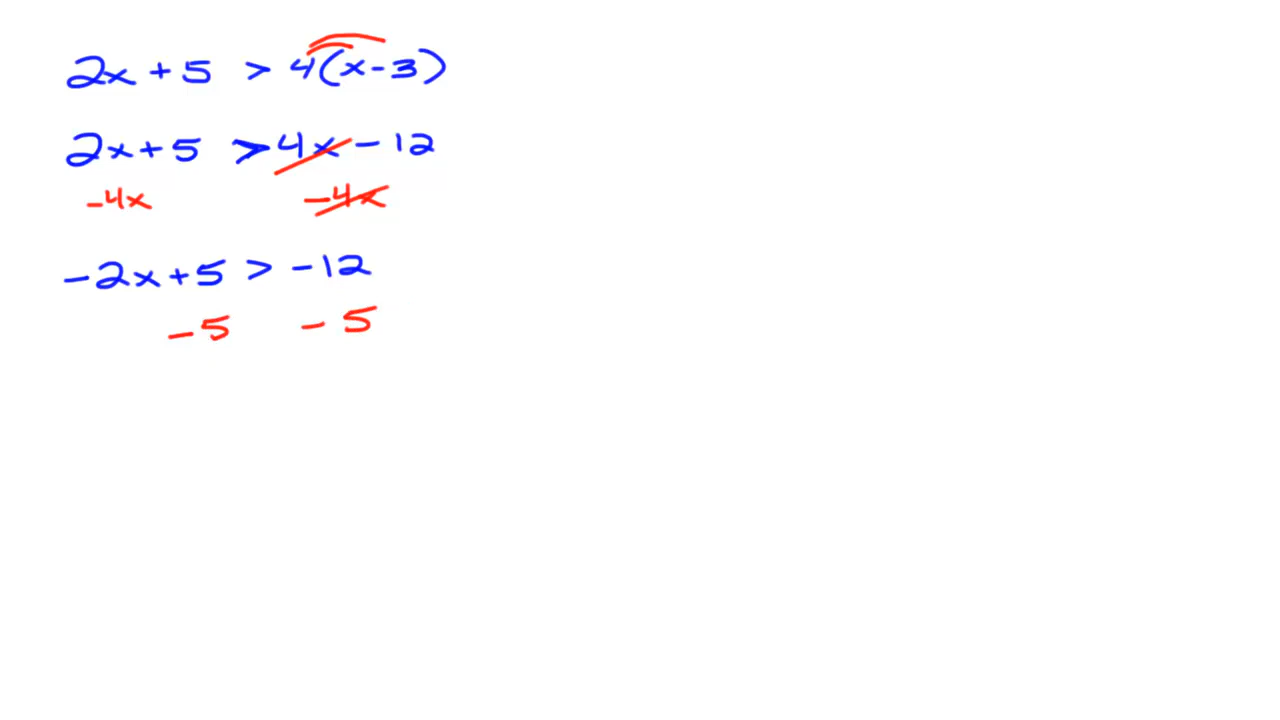 2x + 5 > 4(x - 3)
2x + 5 > 4x - 12
-4x -4x
-2x + 5 > -12
-5 -5